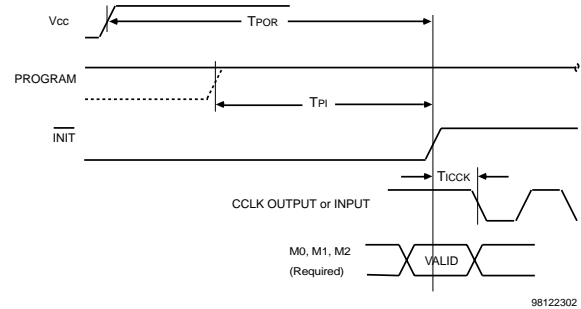 Vcc
TPOR
PROGRAM
TPI
INIT
TICCK
CCLK OUTPUT or INPUT
M0, M1, M2
(Required)
VALID
98122302